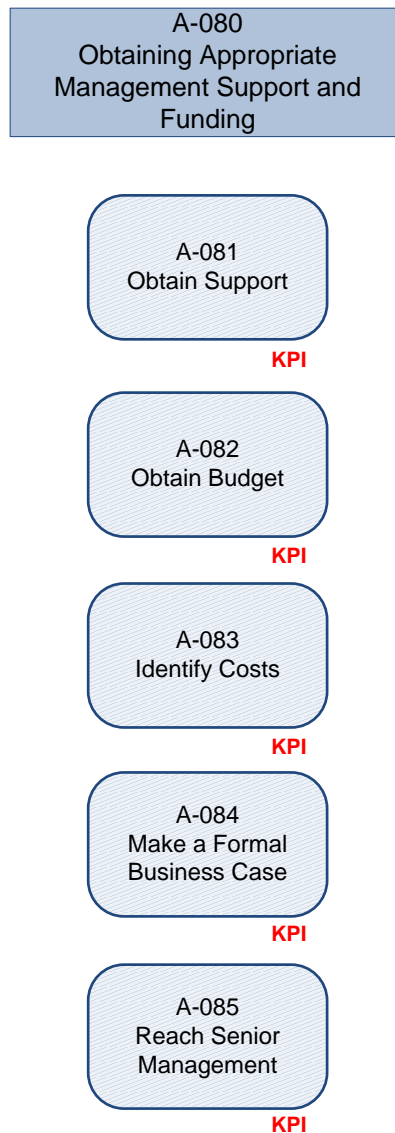 A-080
Obtaining Appropriate
Management Support and
Funding
A-081
Obtain Support
KPI
A-082
Obtain Budget
KPI
A-083
Identify Costs
KPI
A-084
Make a Formal
Business Case
KPI
A-085
Reach Senior
Management
KPI